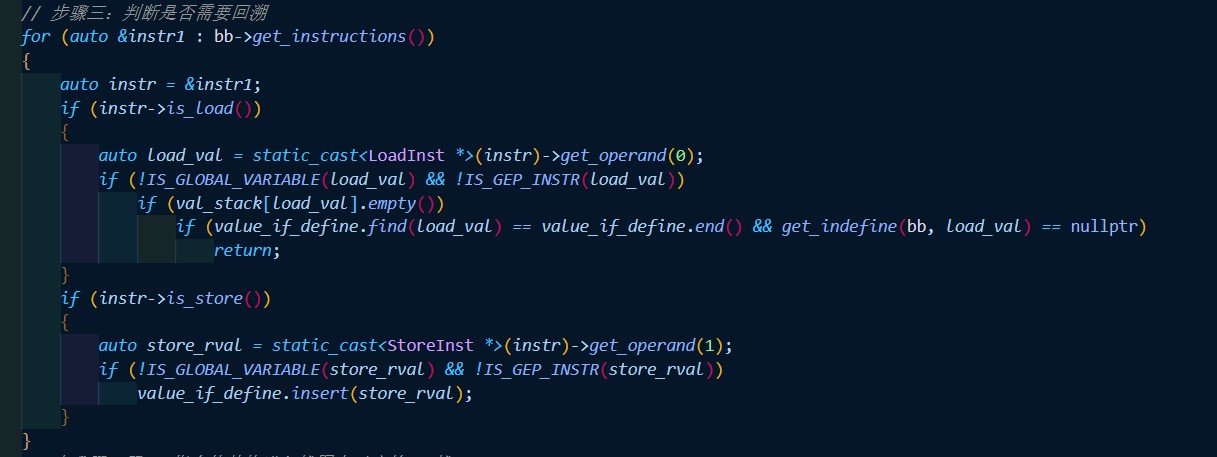 // 步骤三：判断是否需要回溯
for (auto &instr1 : bb->get_instructions())
{
    auto instr = &instr1;
    if (instr->is_load())
    {
        auto load_val = static_cast<LoadInst *>(instr)->get_operand(0);
        if (!IS_GLOBAL_VARIABLE(load_val) && !IS_GEP_INSTR(load_val))
            if (val_stack[load_val].empty())
                if (value_if_define.find(load_val) == value_if_define.end() && get_indefine(bb, load_val) == nullptr)
                    return;
    }
    if (instr->is_store())
    {
        auto store_rval = static_cast<StoreInst *>(instr)->get_operand(1);
        if (!IS_GLOBAL_VARIABLE(store_rval) && !IS_GEP_INSTR(store_rval))
            value_if_define.insert(store_rval);
    }
}